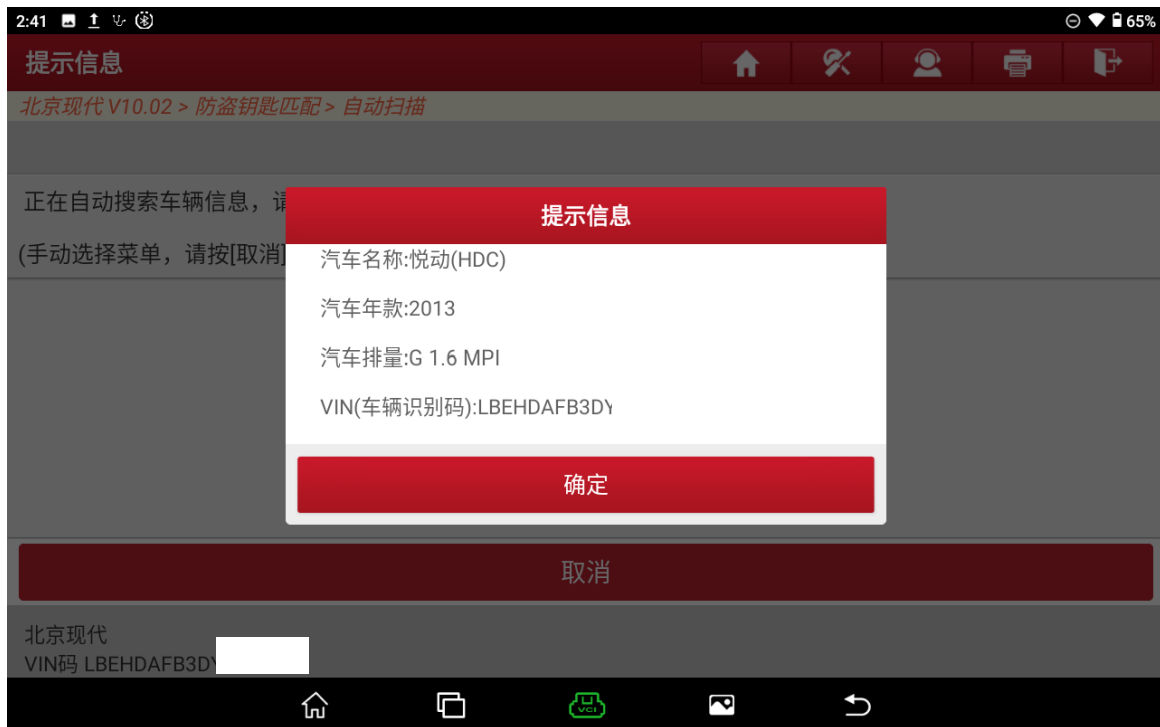 2:41
65%
提示信息
北京现代 V10.02 > 防盗钥匙匹配 > 自动扫描
正在自动搜索车辆信息，请
(手动选择菜单，请按[取消]
提示信息
汽车名称:悦动(HDC)
汽车年款:2013
汽车排量:G 1.6 MPI
VIN(车辆识别码):LBEHDAFB3DY
确定
取消
北京现代
VIN码 LBEHDAFB3DY
VCI